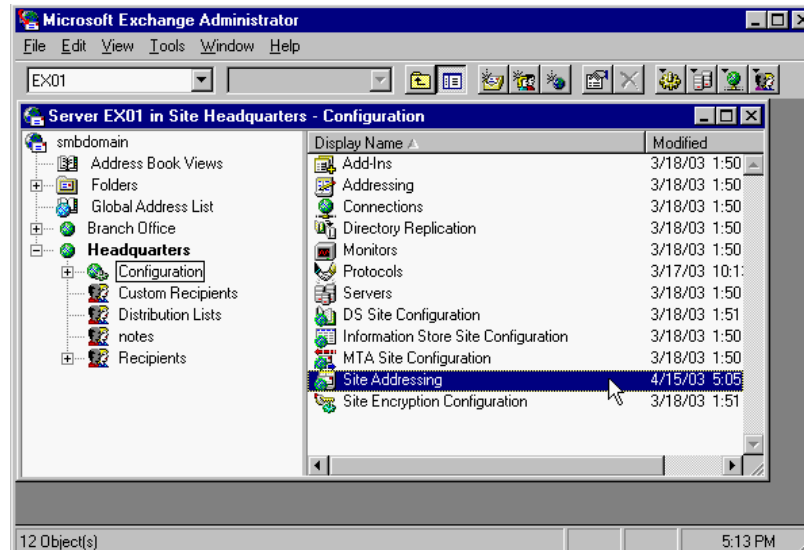 Microsoft Exchange Administrator
File Edit View Tools Window Help
EX01
Server EX01 in Site Headquarters - Configuration
smbdomain
Address Book Views
Folders
Global Address List
Branch Office
Headquarters
Configuration
Custom Recipients
Distribution Lists
notes
Recipients
Display Name Modified
Add-Ins 3/18/03 1:50
Addressing 3/18/03 1:50
Connections 3/18/03 1:50
Directory Replication 3/18/03 1:50
Monitors 3/18/03 1:50
Protocols 3/17/03
Servers 3/18/03 1:50
DS Site Configuration 3/18/03 1:51
Information Store Site Configuration 3/18/03 1:50
MTA Site Configuration 3/18/03 1:50
Site Addressing 4/15/03 5:05
Site Encryption Configuration 3/18/03 1:51
12 Object(s) 5:13 PM